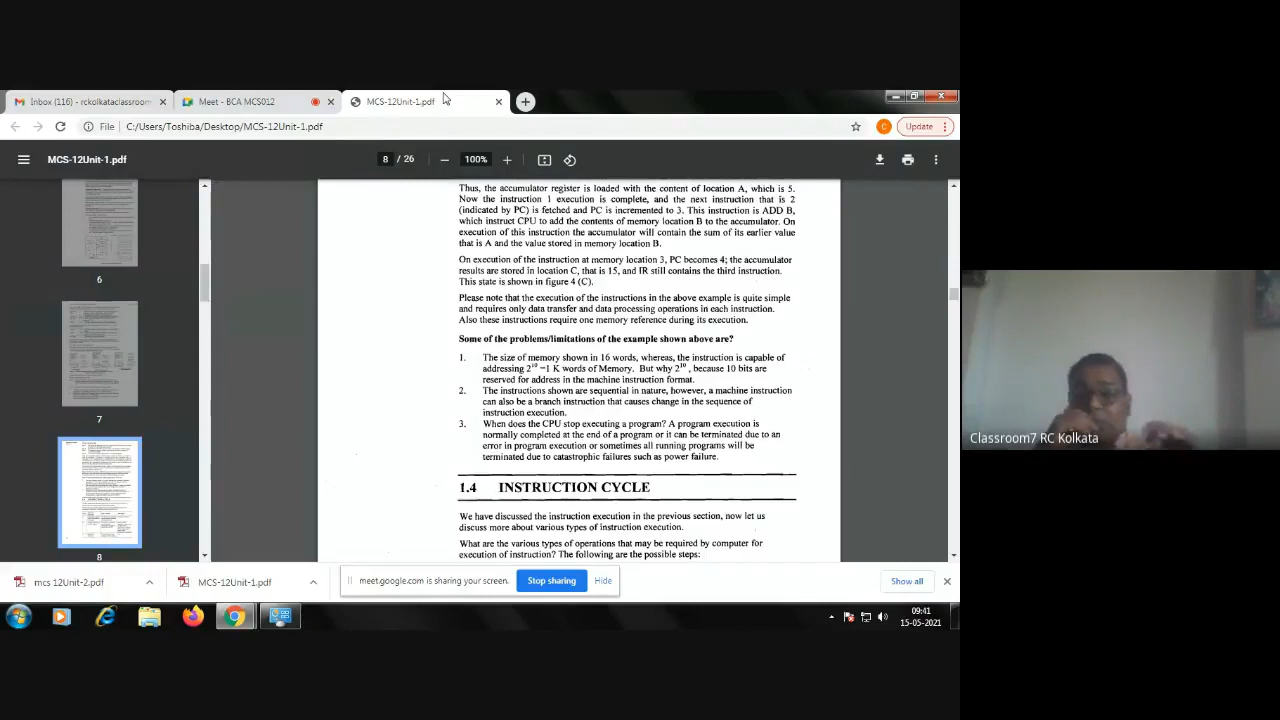 Inbox (116) - rckolkataclassroom
Meet - BCA MCS012
MCS-12Unit-1.pdf
File
C:/Users/Toshiba/Desktop/MCS-12Unit-1.pdf
C
Update
MCS-12Unit-1.pdf
8 / 26
100%
Thus, the accumulator register is loaded with the content of location A, which is 5.
Now the instruction 1 execution is complete, and the next instruction that is 2
(indicated by PC) is fetched and PC is incremented to 3. This instruction is ADD B,
which instruct CPU to add the contents of memory location B to the accumulator. On
execution of this instruction the accumulator will contain the sum of its earlier value
that is A and the value stored in memory location B.
On execution of the instruction at memory location 3, PC becomes 4; the accumulator
results are stored in location C, that is 15, and IR still contains the third instruction.
This state is shown in figure 4 (C).
Please note that the execution of the instructions in the above example is quite simple
and requires only data transfer and data processing operations in each instruction.
Also these instructions require one memory reference during its execution.
Some of the problems/limitations of the example shown above are?
1. The size of memory shown in 16 words, whereas, the instruction is capable of
addressing 2¹⁰ =1 K words of Memory. But why 2¹⁰, because 10 bits are
reserved for address in the machine instruction format.
2. The instructions shown are sequential in nature, however, a machine instruction
can also be a branch instruction that causes change in the sequence of
instruction execution.
3. When does the CPU stop executing a program? A program execution is
normally completed at the end of a program or it can be terminated due to an
error in program execution or sometimes all running programs will be
terminated due to catastrophic failures such as power failure.
1.4 INSTRUCTION CYCLE
We have discussed the instruction execution in the previous section, now let us
discuss more about various types of instruction execution.
What are the various types of operations that may be required by computer for
execution of instruction? The following are the possible steps:
6
7
8
Classroom7 RC Kolkata
mcs 12Unit-2.pdf
MCS-12Unit-1.pdf
meet.google.com is sharing your screen.
Stop sharing
Hide
Show all
09:41
15-05-2021